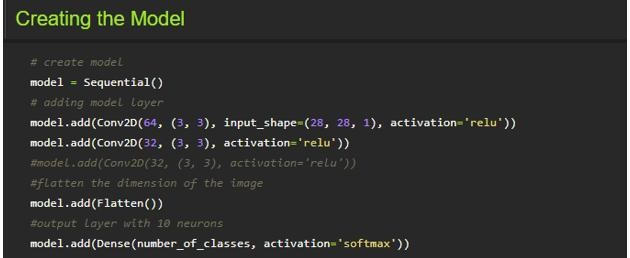 Creating the Model
# create model
model = Sequential()
# adding model layer
model.add(Conv2D(64, (3, 3), input_shape=(28, 28, 1), activation='relu'))
model.add(Conv2D(32, (3, 3), activation='relu'))
#model.add(Conv2D(32, (3, 3), activation='relu'))
#flatten the dimension of the image
model.add(Flatten())
#output layer with 10 neurons
model.add(Dense(number_of_classes, activation='softmax'))